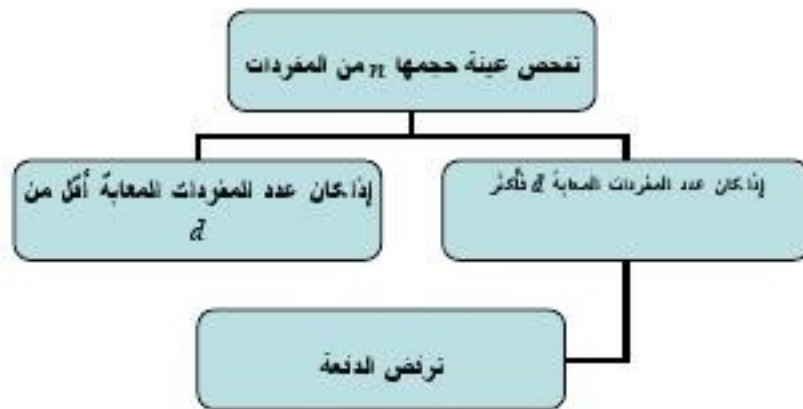 تفحص عينة حجمها n من المفردات
إذا كان عدد المفردات المعابة d فأكثر
إذا كان عدد المفردات المعابة أقل من
d
ترفض الدفعة